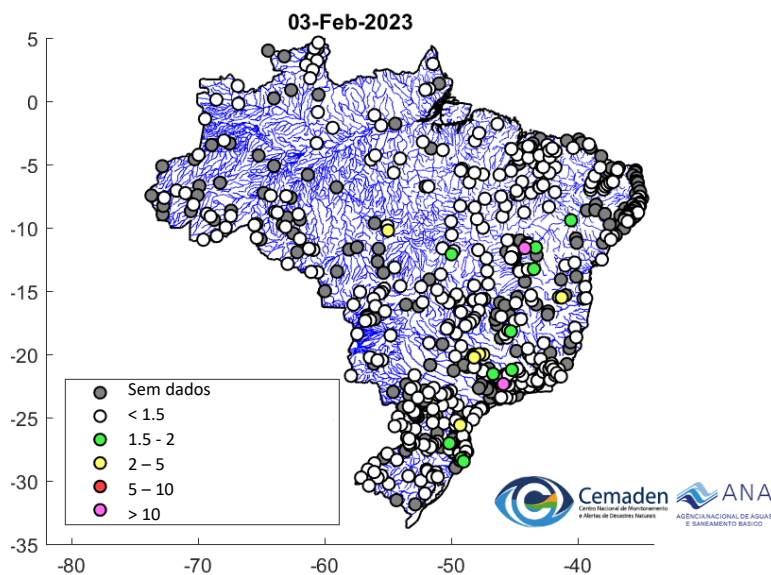 03-Feb-2023
5
0
-5
-10
-15
-20
-25
-30
-35
Sem dados
< 1.5
1.5 - 2
2 – 5
5 – 10
> 10
Cemaden
Centro Nacional de Monitoramento
e Alertas de Desastres Naturais
ANA
AGÊNCIA NACIONAL DE ÁGUAS
E SANEAMENTO BÁSICO
-80
-70
-60
-50
-40